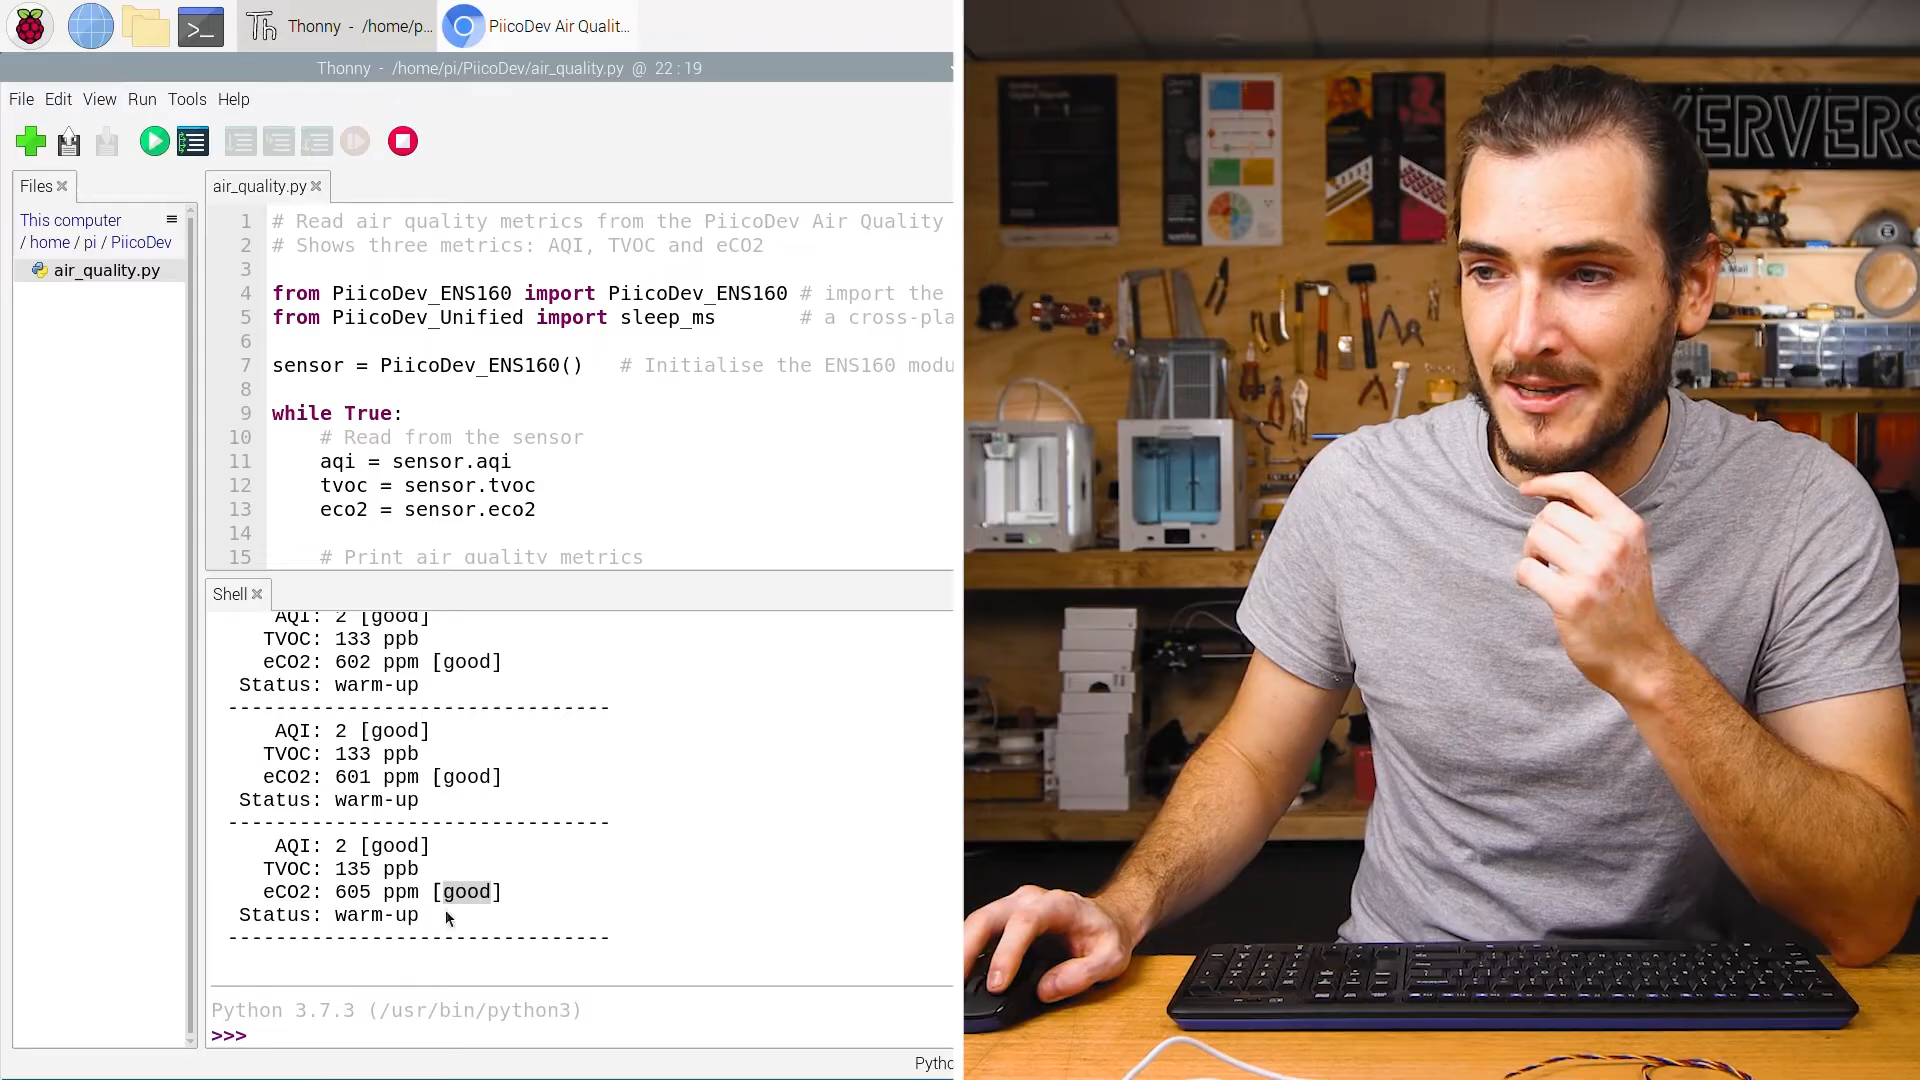 Thonny - /home/p...
PiicoDev Air Qualit...
Thonny - /home/pi/PiicoDev/air_quality.py @ 22 : 19
File Edit View Run Tools Help
Files
air_quality.py
This computer
/ home / pi / PiicoDev
air_quality.py
1 # Read air quality metrics from the PiicoDev Air Quality
2 # Shows three metrics: AQI, TVOC and eCO2
3
4 from PiicoDev_ENS160 import PiicoDev_ENS160 # import the
5 from PiicoDev_Unified import sleep_ms # a cross-pla
6
7 sensor = PiicoDev_ENS160() # Initialise the ENS160 modu
8
9 while True:
10 # Read from the sensor
11 aqi = sensor.aqi
12 tvoc = sensor.tvoc
13 eco2 = sensor.eco2
14
15 # Print air quality metrics
Shell
AQI: 2 [good]
TVOC: 133 ppb
eCO2: 602 ppm [good]
Status: warm-up
-------------------------------
AQI: 2 [good]
TVOC: 133 ppb
eCO2: 601 ppm [good]
Status: warm-up
-------------------------------
AQI: 2 [good]
TVOC: 135 ppb
eCO2: 605 ppm [good]
Status: warm-up
-------------------------------
Python 3.7.3 (/usr/bin/python3)
>>>
Pytho
KERVERS